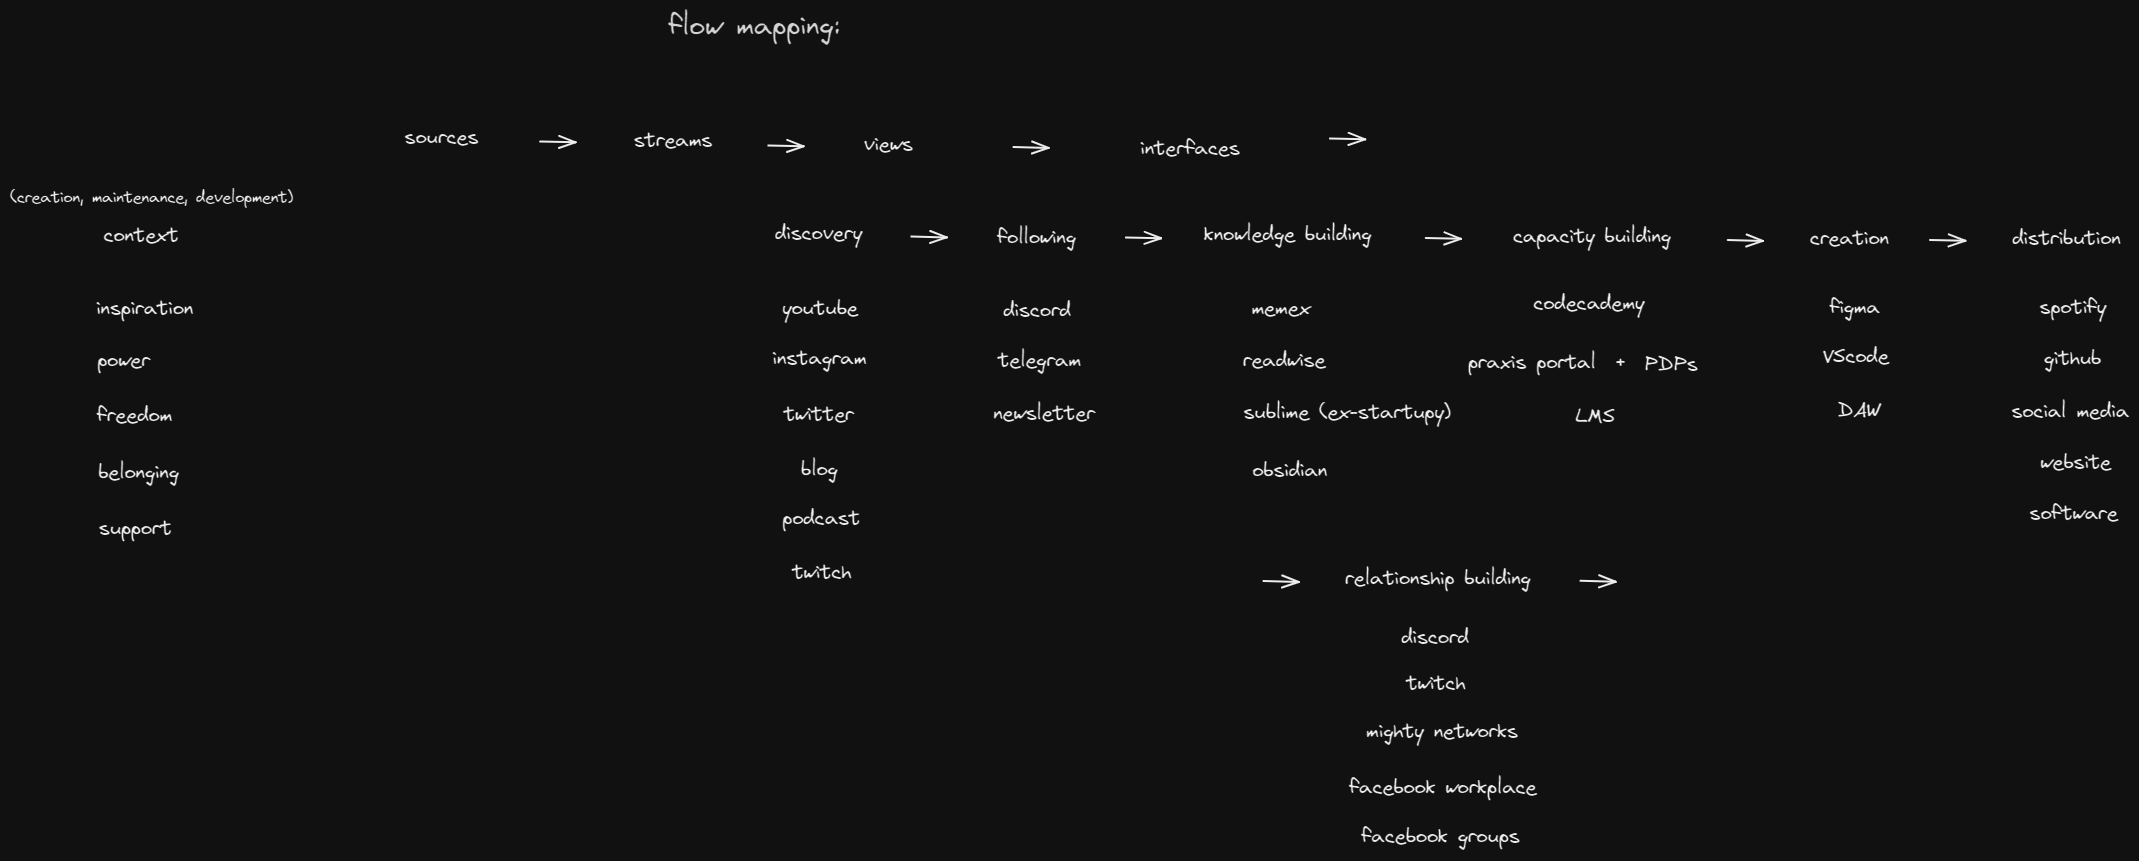 flow mapping:
sources → streams → views → interfaces →
(creation, maintenance, development)
context
inspiration
power
freedom
belonging
support
discovery → following → knowledge building → capacity building → creation → distribution
youtube
instagram
twitter
blog
podcast
twitch
discord
telegram
newsletter
memex
readwise
sublime (ex-startupy)
obsidian
codecademy
praxis portal + PDPs
LMS
figma
VScode
DAW
spotify
github
social media
website
software
→ relationship building →
discord
twitch
mighty networks
facebook workplace
facebook groups